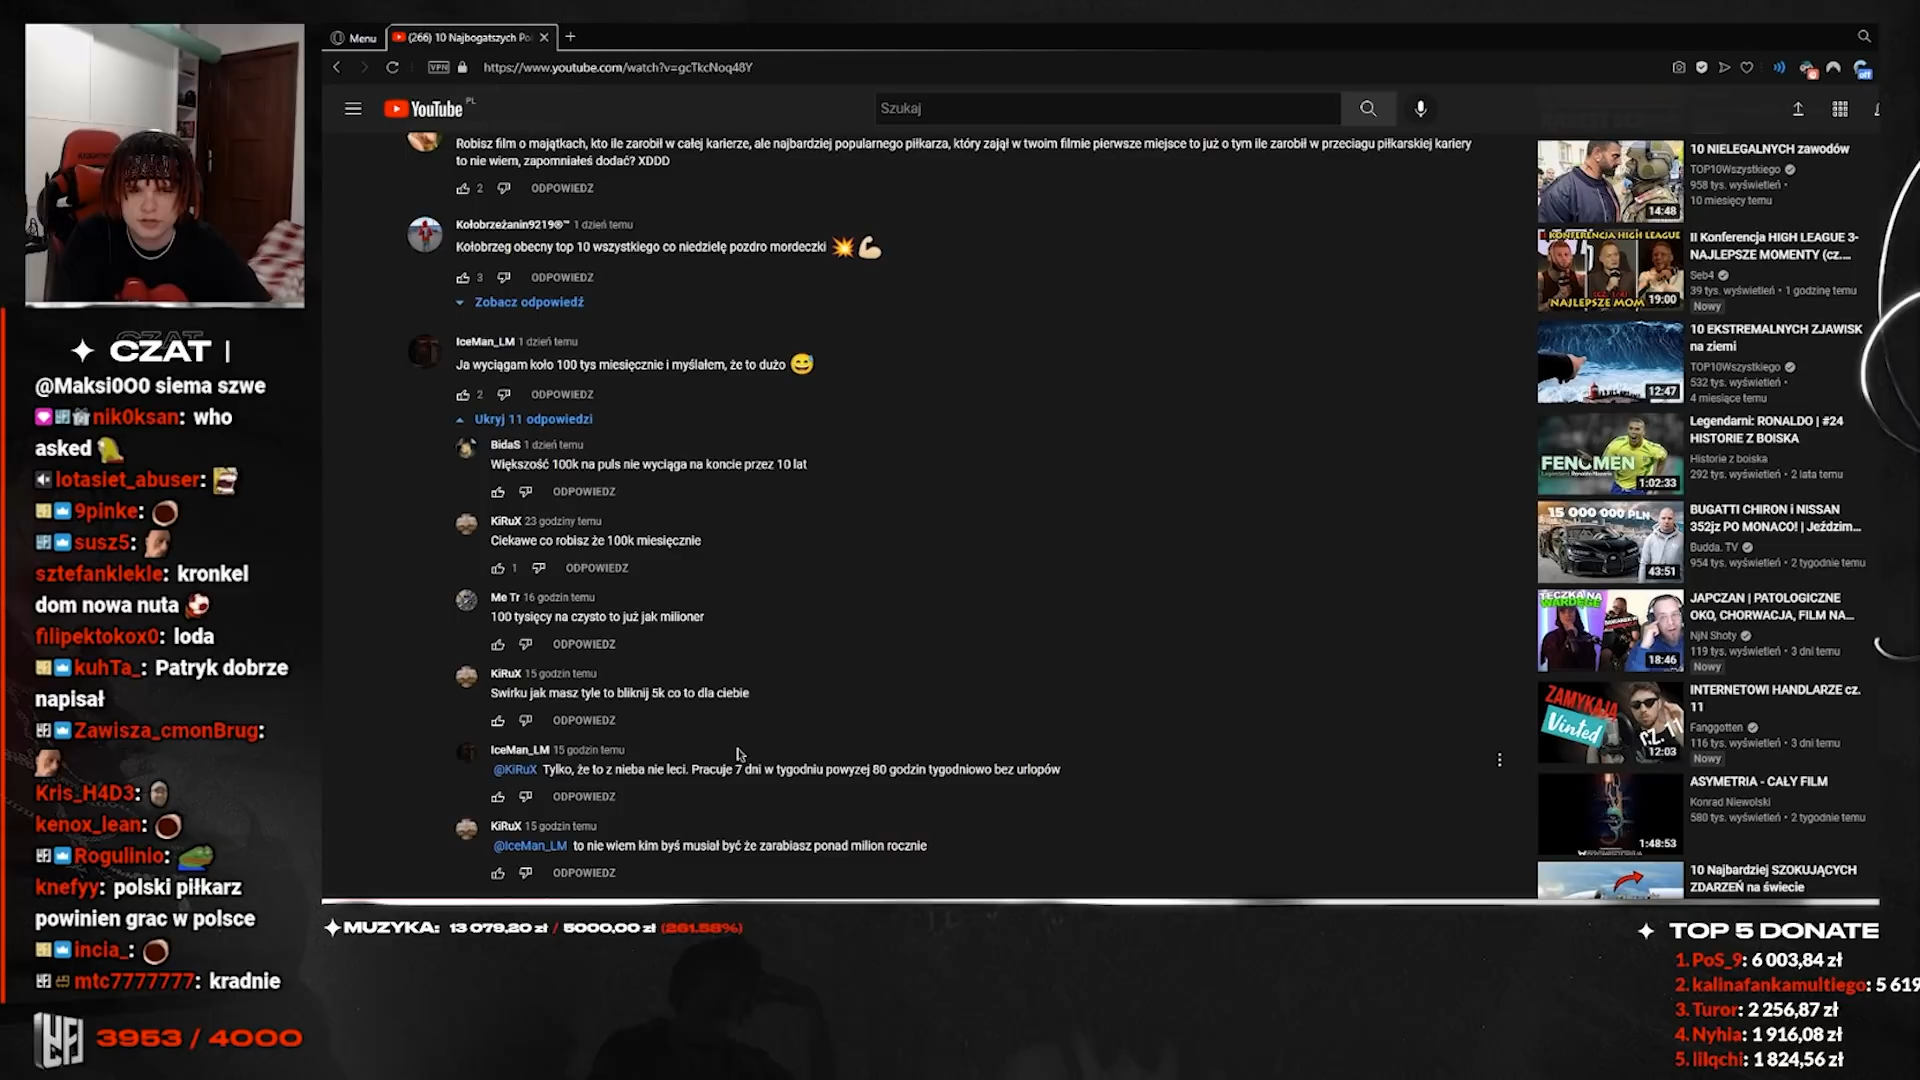 Menu
(266) 10 Najbogatszych Po
VPN
https://www.youtube.com/watch?v=gcTkcNoq48Y
YouTube PL
Szukaj
Robisz film o majątkach, kto ile zarobił w całej karierze, ale najbardziej popularnego piłkarza, który zajął w twoim filmie pierwsze miejsce to już o tym ile zarobił w przeciągu piłkarskiej kariery
to nie wiem, zapomniałeś dodać? XDDD
2 ODPOWIEDZ
Kołobrzeżanin9219®™ 1 dzień temu
Kołobrzeg obecny top 10 wszystkiego co niedzielę pozdro mordeczki 💥💪
3 ODPOWIEDZ
Zobacz odpowiedź
IceMan_LM 1 dzień temu
Ja wyciągam koło 100 tys miesięcznie i myślałem, że to dużo 😅
2 ODPOWIEDZ
Ukryj 11 odpowiedzi
BidaS 1 dzień temu
Większość 100k na puls nie wyciąga na koncie przez 10 lat
ODPOWIEDZ
KiRuX 23 godziny temu
Ciekawe co robisz że 100k miesięcznie
1 ODPOWIEDZ
Me Tr 16 godzin temu
100 tysięcy na czysto to już jak milioner
ODPOWIEDZ
KiRuX 15 godzin temu
Swirku jak masz tyle to bliknij 5k co to dla ciebie
ODPOWIEDZ
IceMan_LM 15 godzin temu
@KiRuX Tylko, że to z nieba nie leci. Pracuje 7 dni w tygodniu powyzej 80 godzin tygodniowo bez urlopów
ODPOWIEDZ
KiRuX 15 godzin temu
@IceMan_LM to nie wiem kim byś musiał być że zarabiasz ponad milion rocznie
ODPOWIEDZ
14:48
10 NIELEGALNYCH zawodów
TOP10Wszystkiego
958 tys. wyświetleń •
10 miesięcy temu
II KONFERENCJA HIGH LEAGUE
NAJLEPSZE MOM
19:00
II Konferencja HIGH LEAGUE 3-
NAJLEPSZE MOMENTY (cz....
Seb4
39 tys. wyświetleń • 1 godzinę temu
Nowy
12:47
10 EKSTREMALNYCH ZJAWISK
na ziemi
TOP10Wszystkiego
532 tys. wyświetleń •
4 miesiące temu
FENOMEN
1:02:33
Legendarni: RONALDO | #24
HISTORIE Z BOISKA
Historie z boiska
292 tys. wyświetleń • 2 lata temu
15 000 000 PLN
43:51
BUGATTI CHIRON i NISSAN
352jz PO MONACO! | Jeździm...
Budda. TV
954 tys. wyświetleń • 2 tygodnie temu
TECZKA NA
WARDĘGĘ
18:46
JAPCZAN | PATOLOGICZNE
OKO, CHORWACJA, FILM NA...
NjN Shoty
119 tys. wyświetleń • 3 dni temu
Nowy
ZAMYKAJĄ
Vinted
CZ. 11
12:03
INTERNETOWI HANDLARZE cz.
11
Fanggotten
116 tys. wyświetleń • 3 dni temu
Nowy
1:48:53
ASYMETRIA - CAŁY FILM
Konrad Niewolski
580 tys. wyświetleń • 2 tygodnie temu
10 Najbardziej SZOKUJĄCYCH
ZDARZEŃ na świecie
CZAT |
@Maksi0O0 siema szwe
nik0ksan: who
asked
lotasiet_abuser:
9pinke:
susz5:
sztefanklekle: kronkel
dom nowa nuta
filipektokox0: loda
kuhTa_: Patryk dobrze
napisał
Zawisza_cmonBrug:
Kris_H4D3:
kenox_lean:
Rogulinio:
knefyy: polski piłkarz
powinien grac w polsce
incia_:
mtc7777777: kradnie
3953 / 4000
MUZYKA: 13 079,20 zł / 5000,00 zł (261.58%)
TOP 5 DONATE
1. PoS_9: 6 003,84 zł
2. kalinafankamultiego: 5 619
3. Turor: 2 256,87 zł
4. Nyhla: 1 916,08 zł
5. lilqchi: 1 824,56 zł